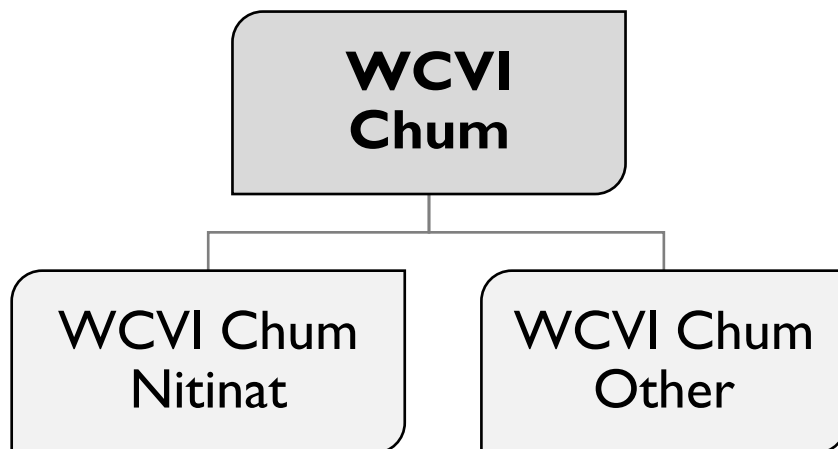 WCVI
Chum
WCVI Chum
Nitinat
WCVI Chum
Other